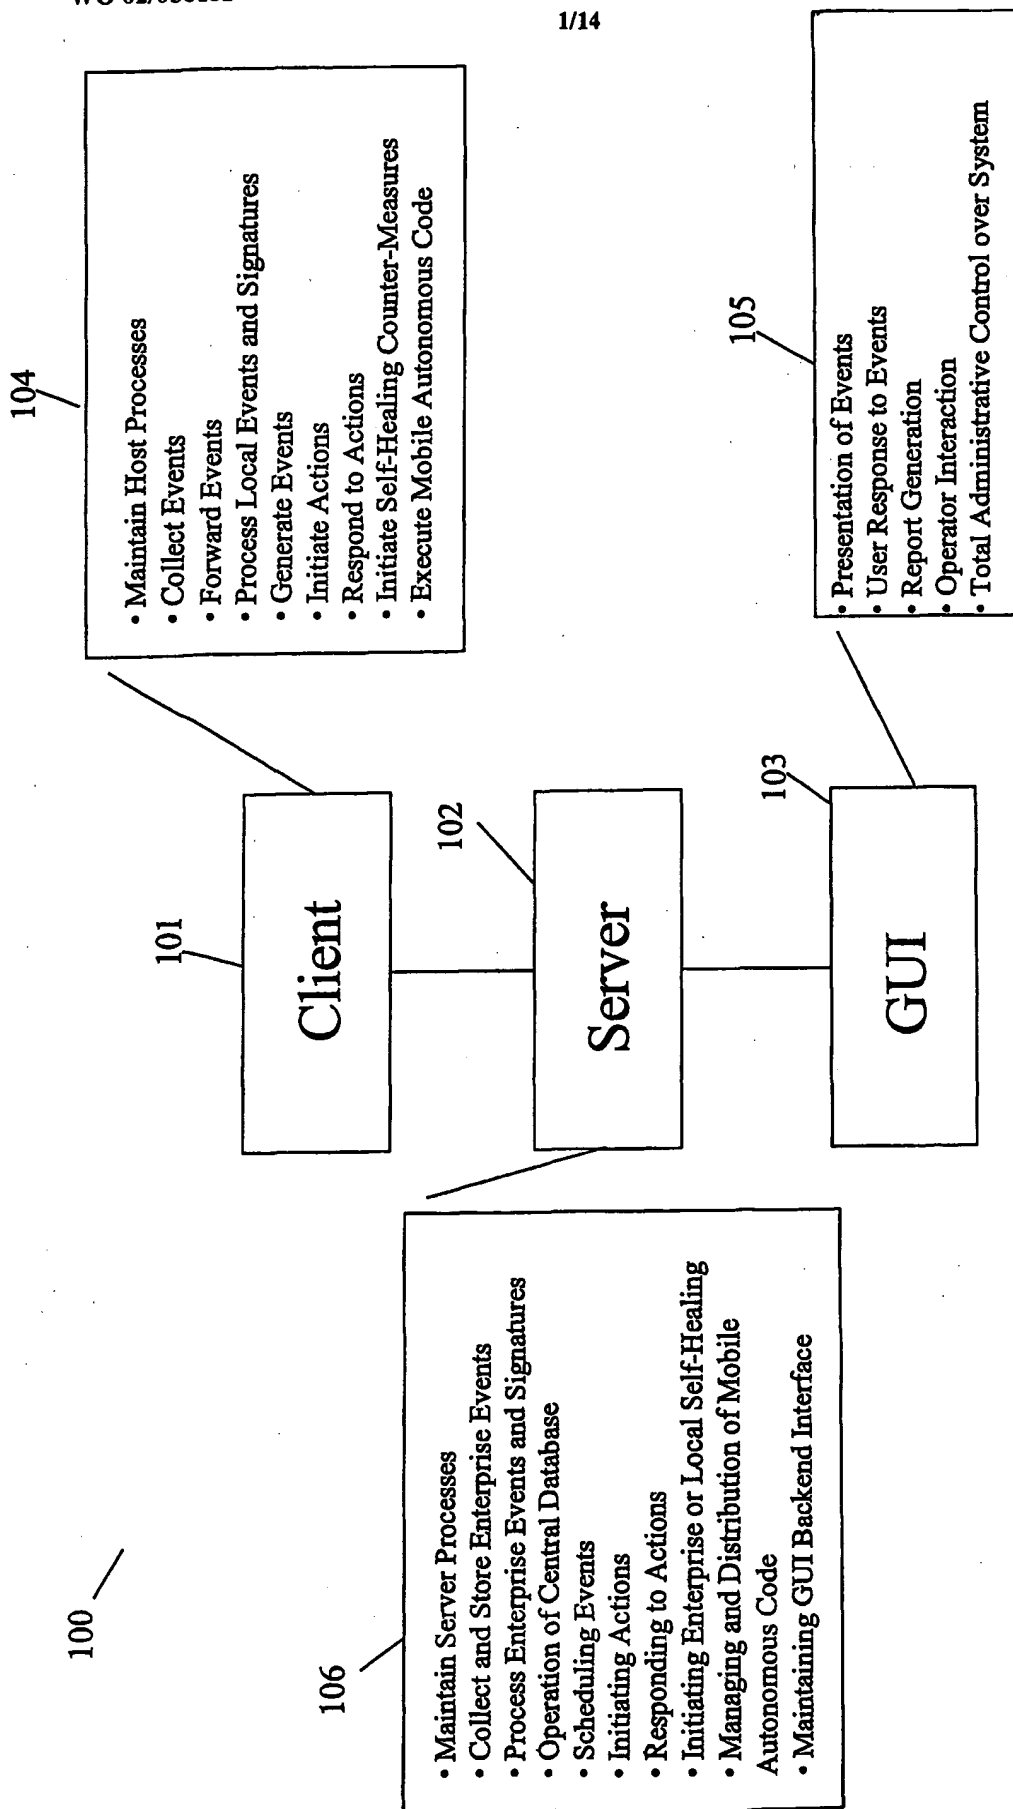 1/14
100
104
• Maintain Host Processes
• Collect Events
• Forward Events
• Process Local Events and Signatures
• Generate Events
• Initiate Actions
• Respond to Actions
• Initiate Self-Healing Counter-Measures
• Execute Mobile Autonomous Code
101
Client
102
Server
103
GUI
105
• Presentation of Events
• User Response to Events
• Report Generation
• Operator Interaction
• Total Administrative Control over System
106
• Maintain Server Processes
• Collect and Store Enterprise Events
• Process Enterprise Events and Signatures
• Operation of Central Database
• Scheduling Events
• Initiating Actions
• Responding to Actions
• Initiating Enterprise or Local Self-Healing
• Managing and Distribution of Mobile
Autonomous Code
• Maintaining GUI Backend Interface